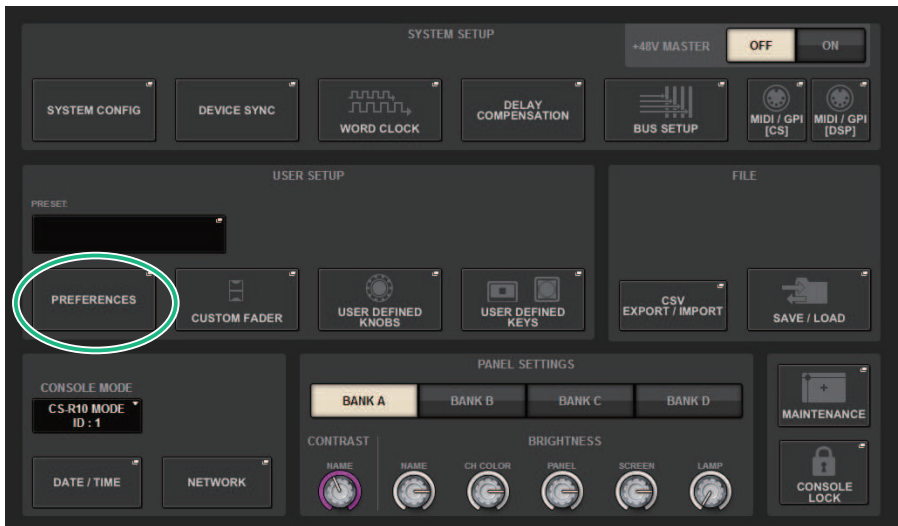 SYSTEM SETUP
+48V MASTER
OFF
ON
SYSTEM CONFIG
DEVICE SYNC
WORD CLOCK
DELAY
COMPENSATION
BUS SETUP
MIDI / GPI
[CS]
MIDI / GPI
[DSP]
USER SETUP
PRESET:
PREFERENCES
CUSTOM FADER
USER DEFINED
KNOBS
USER DEFINED
KEYS
FILE
CSV
EXPORT / IMPORT
SAVE / LOAD
CONSOLE MODE
CS-R10 MODE
ID : 1
DATE / TIME
NETWORK
PANEL SETTINGS
BANK A
BANK B
BANK C
BANK D
CONTRAST
BRIGHTNESS
NAME
NAME
CH COLOR
PANEL
SCREEN
LAMP
MAINTENANCE
CONSOLE
LOCK